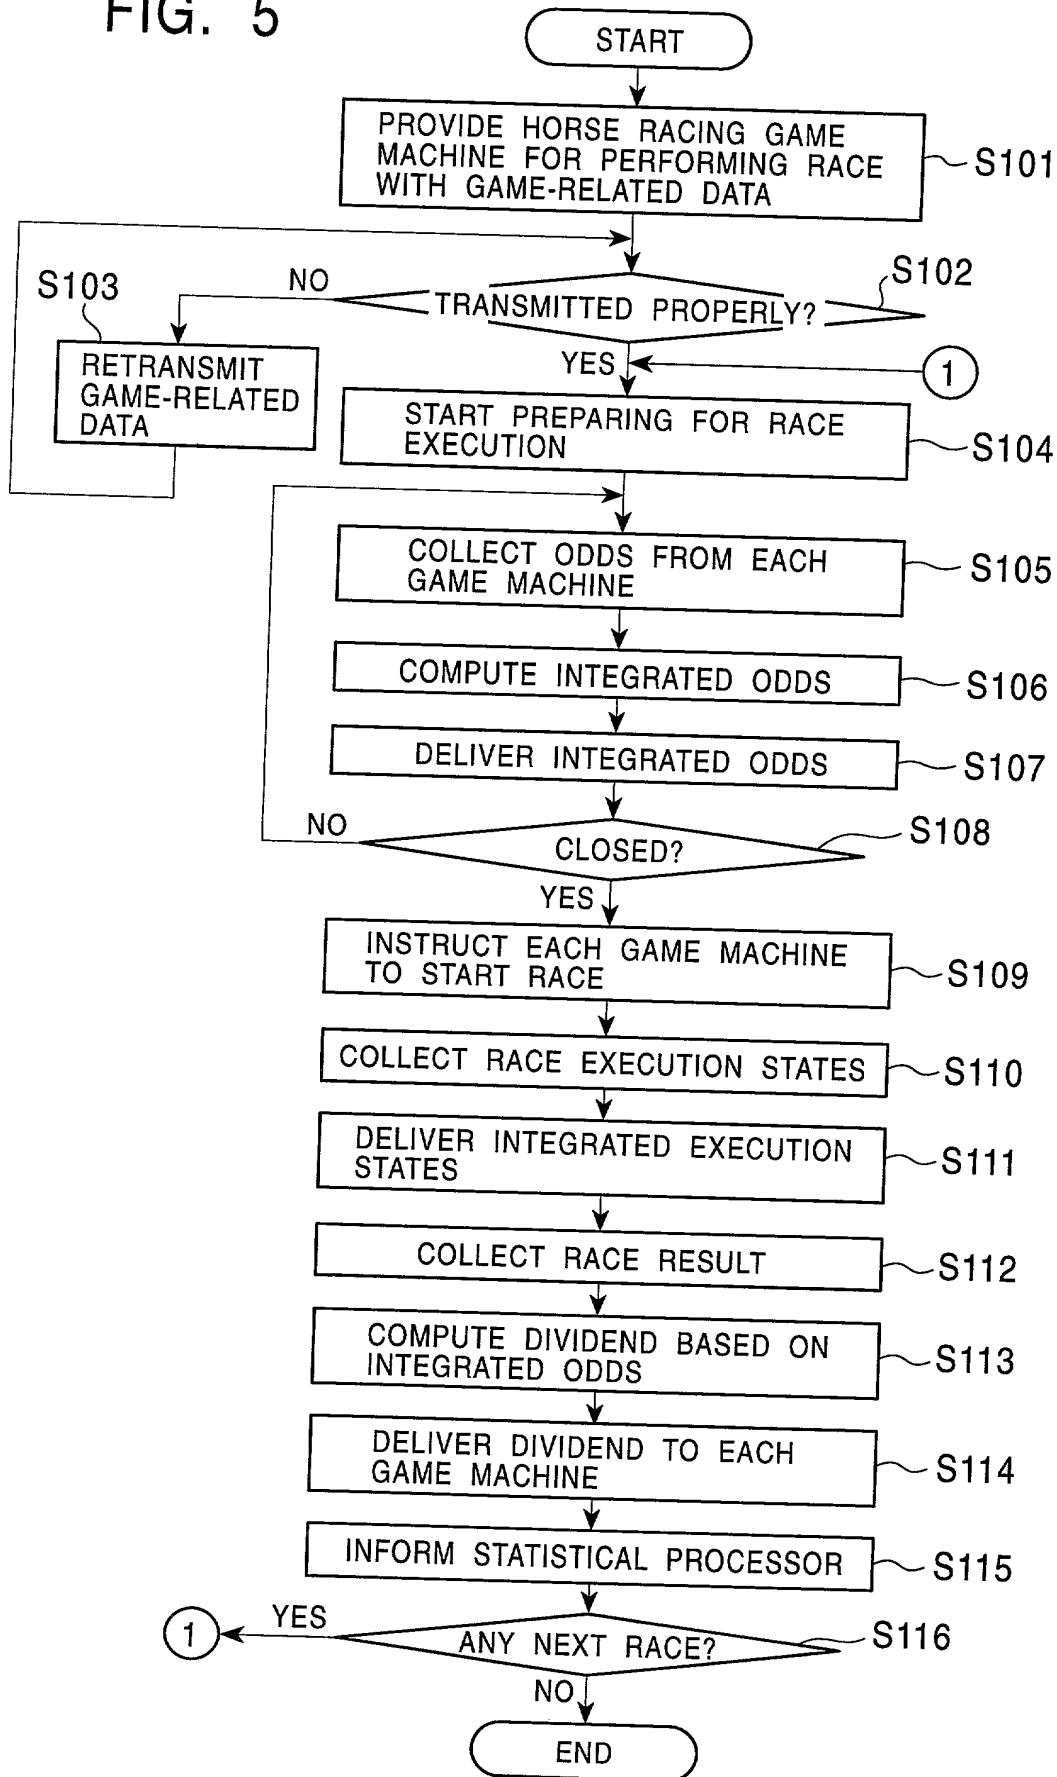 FIG. 5
START
PROVIDE HORSE RACING GAME
MACHINE FOR PERFORMING RACE
WITH GAME-RELATED DATA
S101
TRANSMITTED PROPERLY?
S102
NO
S103
RETRANSMIT
GAME-RELATED
DATA
YES
1
START PREPARING FOR RACE
EXECUTION
S104
COLLECT ODDS FROM EACH
GAME MACHINE
S105
COMPUTE INTEGRATED ODDS
S106
DELIVER INTEGRATED ODDS
S107
NO
CLOSED?
S108
YES
INSTRUCT EACH GAME MACHINE
TO START RACE
S109
COLLECT RACE EXECUTION STATES
S110
DELIVER INTEGRATED EXECUTION
STATES
S111
COLLECT RACE RESULT
S112
COMPUTE DIVIDEND BASED ON
INTEGRATED ODDS
S113
DELIVER DIVIDEND TO EACH
GAME MACHINE
S114
INFORM STATISTICAL PROCESSOR
S115
1
YES
ANY NEXT RACE?
S116
NO
END